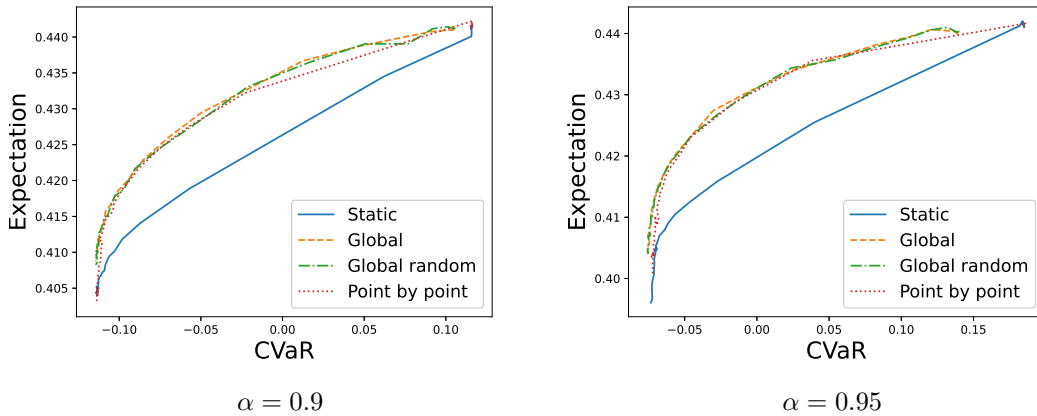 0.440
0.435
0.430
0.425
0.420
0.415
0.410
0.405
Expectation
Static
Global
Global random
Point by point
−0.10 −0.05 0.00 0.05 0.10
CVaR
α = 0.9
0.44
0.43
0.42
0.41
0.40
Expectation
Static
Global
Global random
Point by point
−0.05 0.00 0.05 0.10 0.15
CVaR
α = 0.95